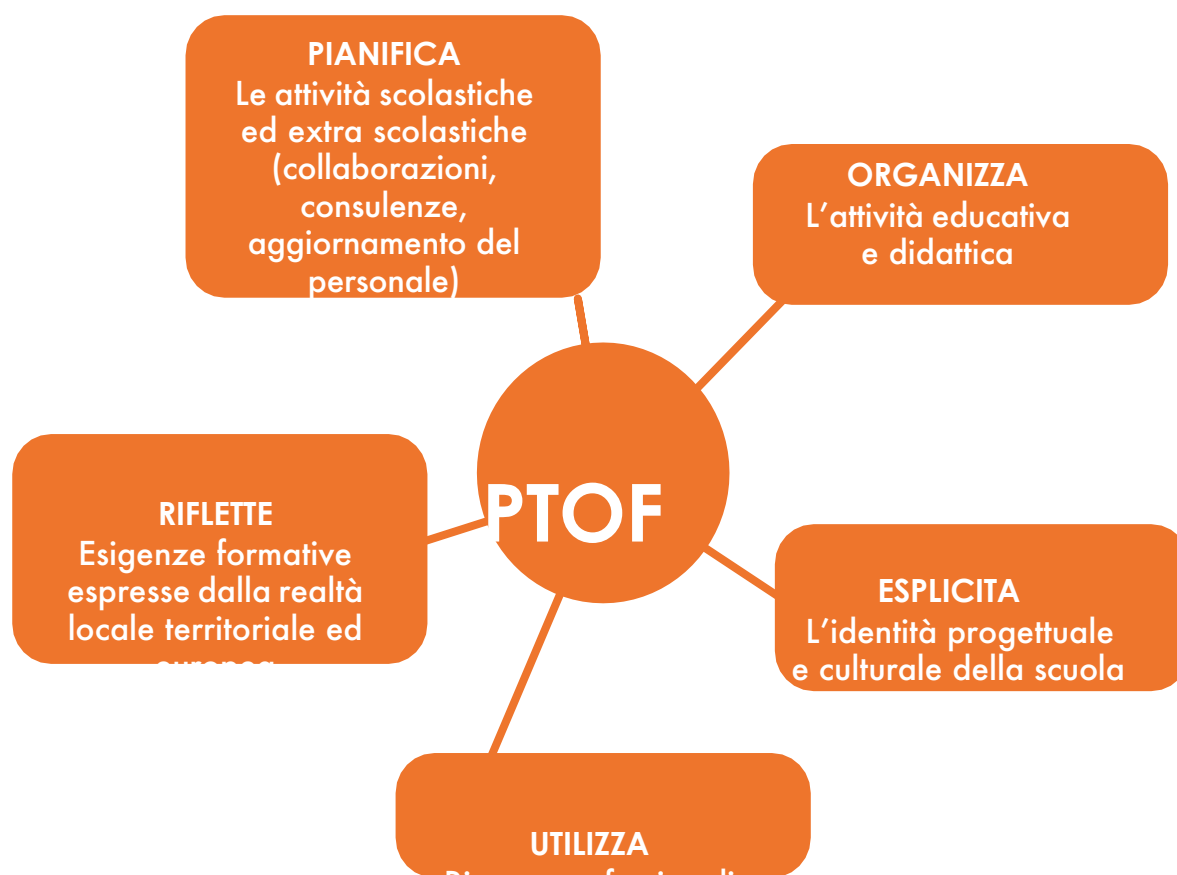 PIANIFICA
Le attività scolastiche
ed extra scolastiche
(collaborazioni,
consulenze,
aggiornamento del
personale)
ORGANIZZA
L’attività educativa
e didattica
PTOF
RIFLETTE
Esigenze formative
espresse dalla realtà
locale territoriale ed
europea
ESPLICITA
L’identità progettuale
e culturale della scuola
UTILIZZA